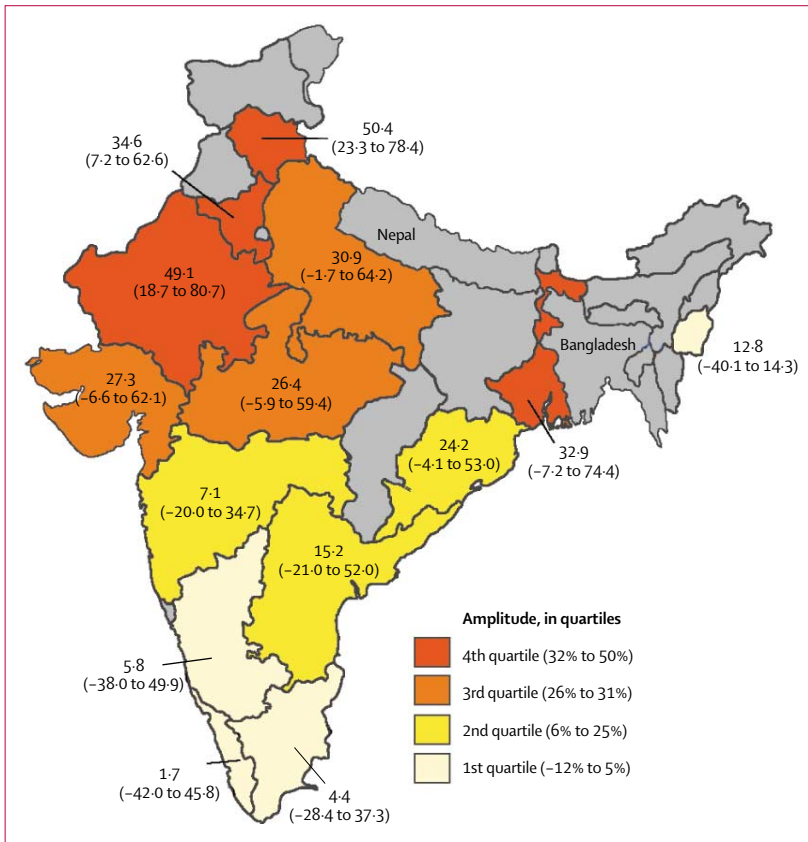 34·6
(7·2 to 62·6)
50·4
(23·3 to 78·4)
Nepal
30·9
(−1·7 to 64·2)
49·1
(18·7 to 80·7)
Bangladesh
12·8
(−40·1 to 14·3)
27·3
(−6·6 to 62·1)
26·4
(−5·9 to 59·4)
24·2
(−4·1 to 53·0)
32·9
(−7·2 to 74·4)
7·1
(−20·0 to 34·7)
15·2
(−21·0 to 52·0)
5·8
(−38·0 to 49·9)
1·7
(−42·0 to 45·8)
4·4
(−28·4 to 37·3)
Amplitude, in quartiles
4th quartile (32% to 50%)
3rd quartile (26% to 31%)
2nd quartile (6% to 25%)
1st quartile (−12% to 5%)